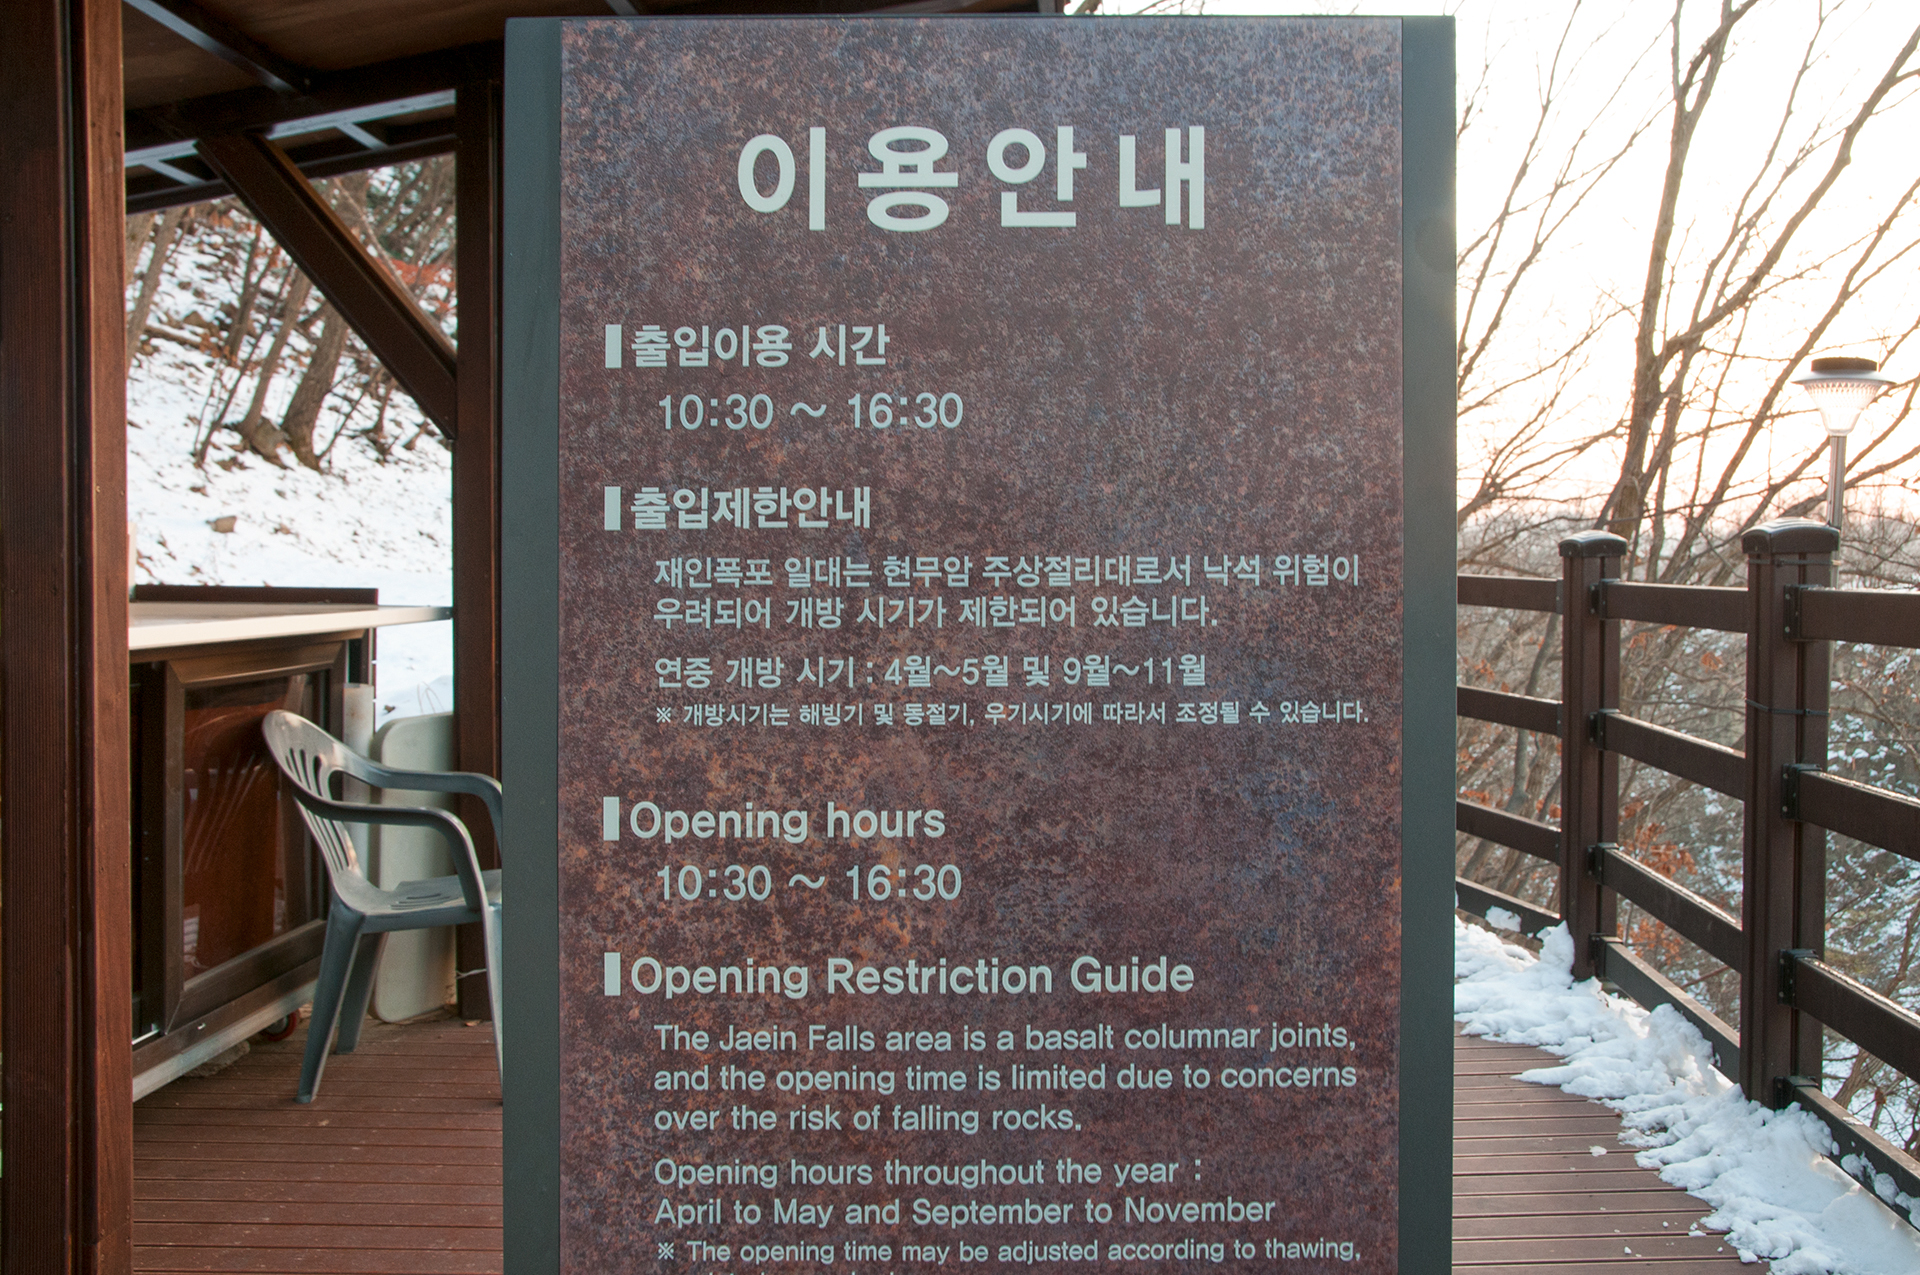 이용안내
출입이용 시간
10:30 ~ 16:30
출입제한안내
재인폭포 일대는 현무암 주상절리대로서 낙석 위험이
우려되어 개방 시기가 제한되어 있습니다.
연중 개방 시기 : 4월~5월 및 9월~11월
※ 개방시기는 해빙기 및 동절기, 우기시기에 따라서 조정될 수 있습니다.
Opening hours
10:30 ~ 16:30
Opening Restriction Guide
The Jaein Falls area is a basalt columnar joints,
and the opening time is limited due to concerns
over the risk of falling rocks.
Opening hours throughout the year :
April to May and September to November
※ The opening time may be adjusted according to thawing,